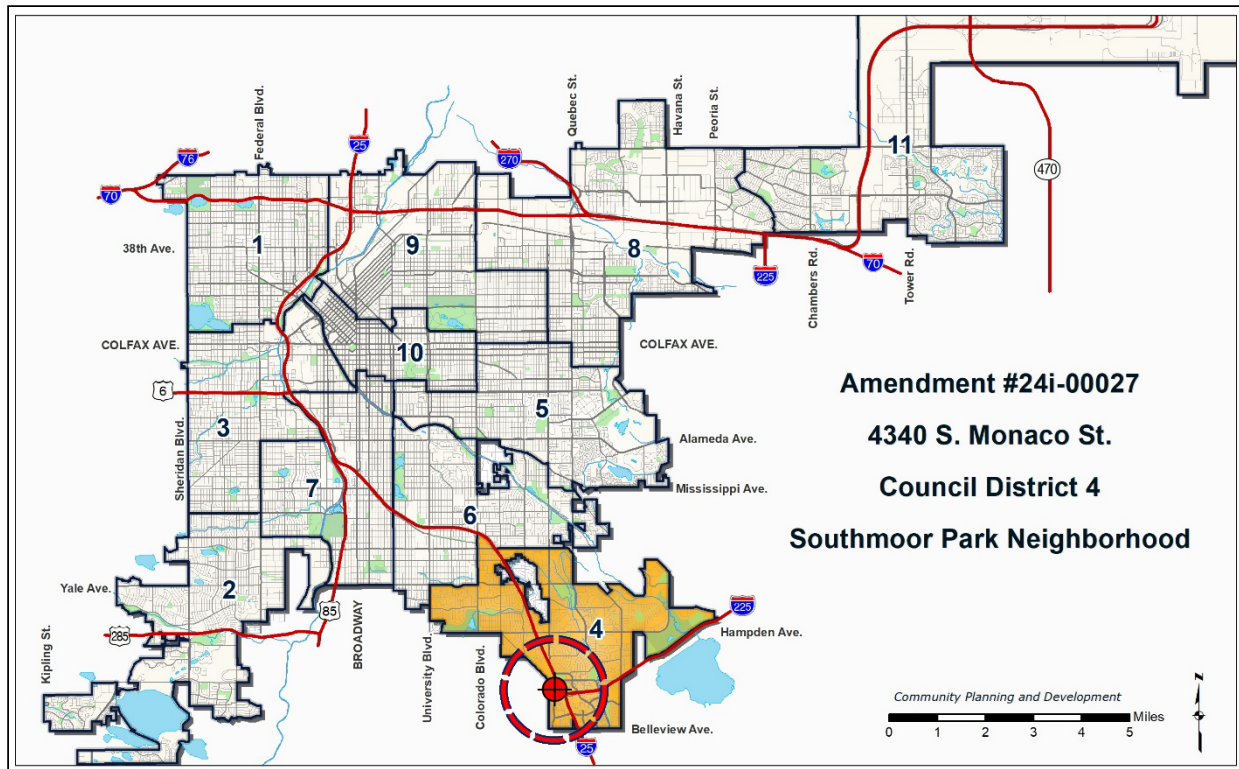 Federal Blvd.
Quebec St.
Havana St.
Peoria St.
25
76
70
270
11
470
38th Ave.
1
9
8
225
Chambers Rd.
70
Tower Rd.
COLFAX AVE.
COLFAX AVE.
10
6
Sheridan Blvd.
3
5
Alameda Ave.
7
Mississippi Ave.
6
Amendment #24i-00027
4340 S. Monaco St.
Council District 4
Southmoor Park Neighborhood
Yale Ave.
2
85
BROADWAY
University Blvd.
Colorado Blvd.
4
225
Hampden Ave.
285
Kipling St.
Belleview Ave.
25
Community Planning and Development
Miles
0 1 2 3 4 5
N